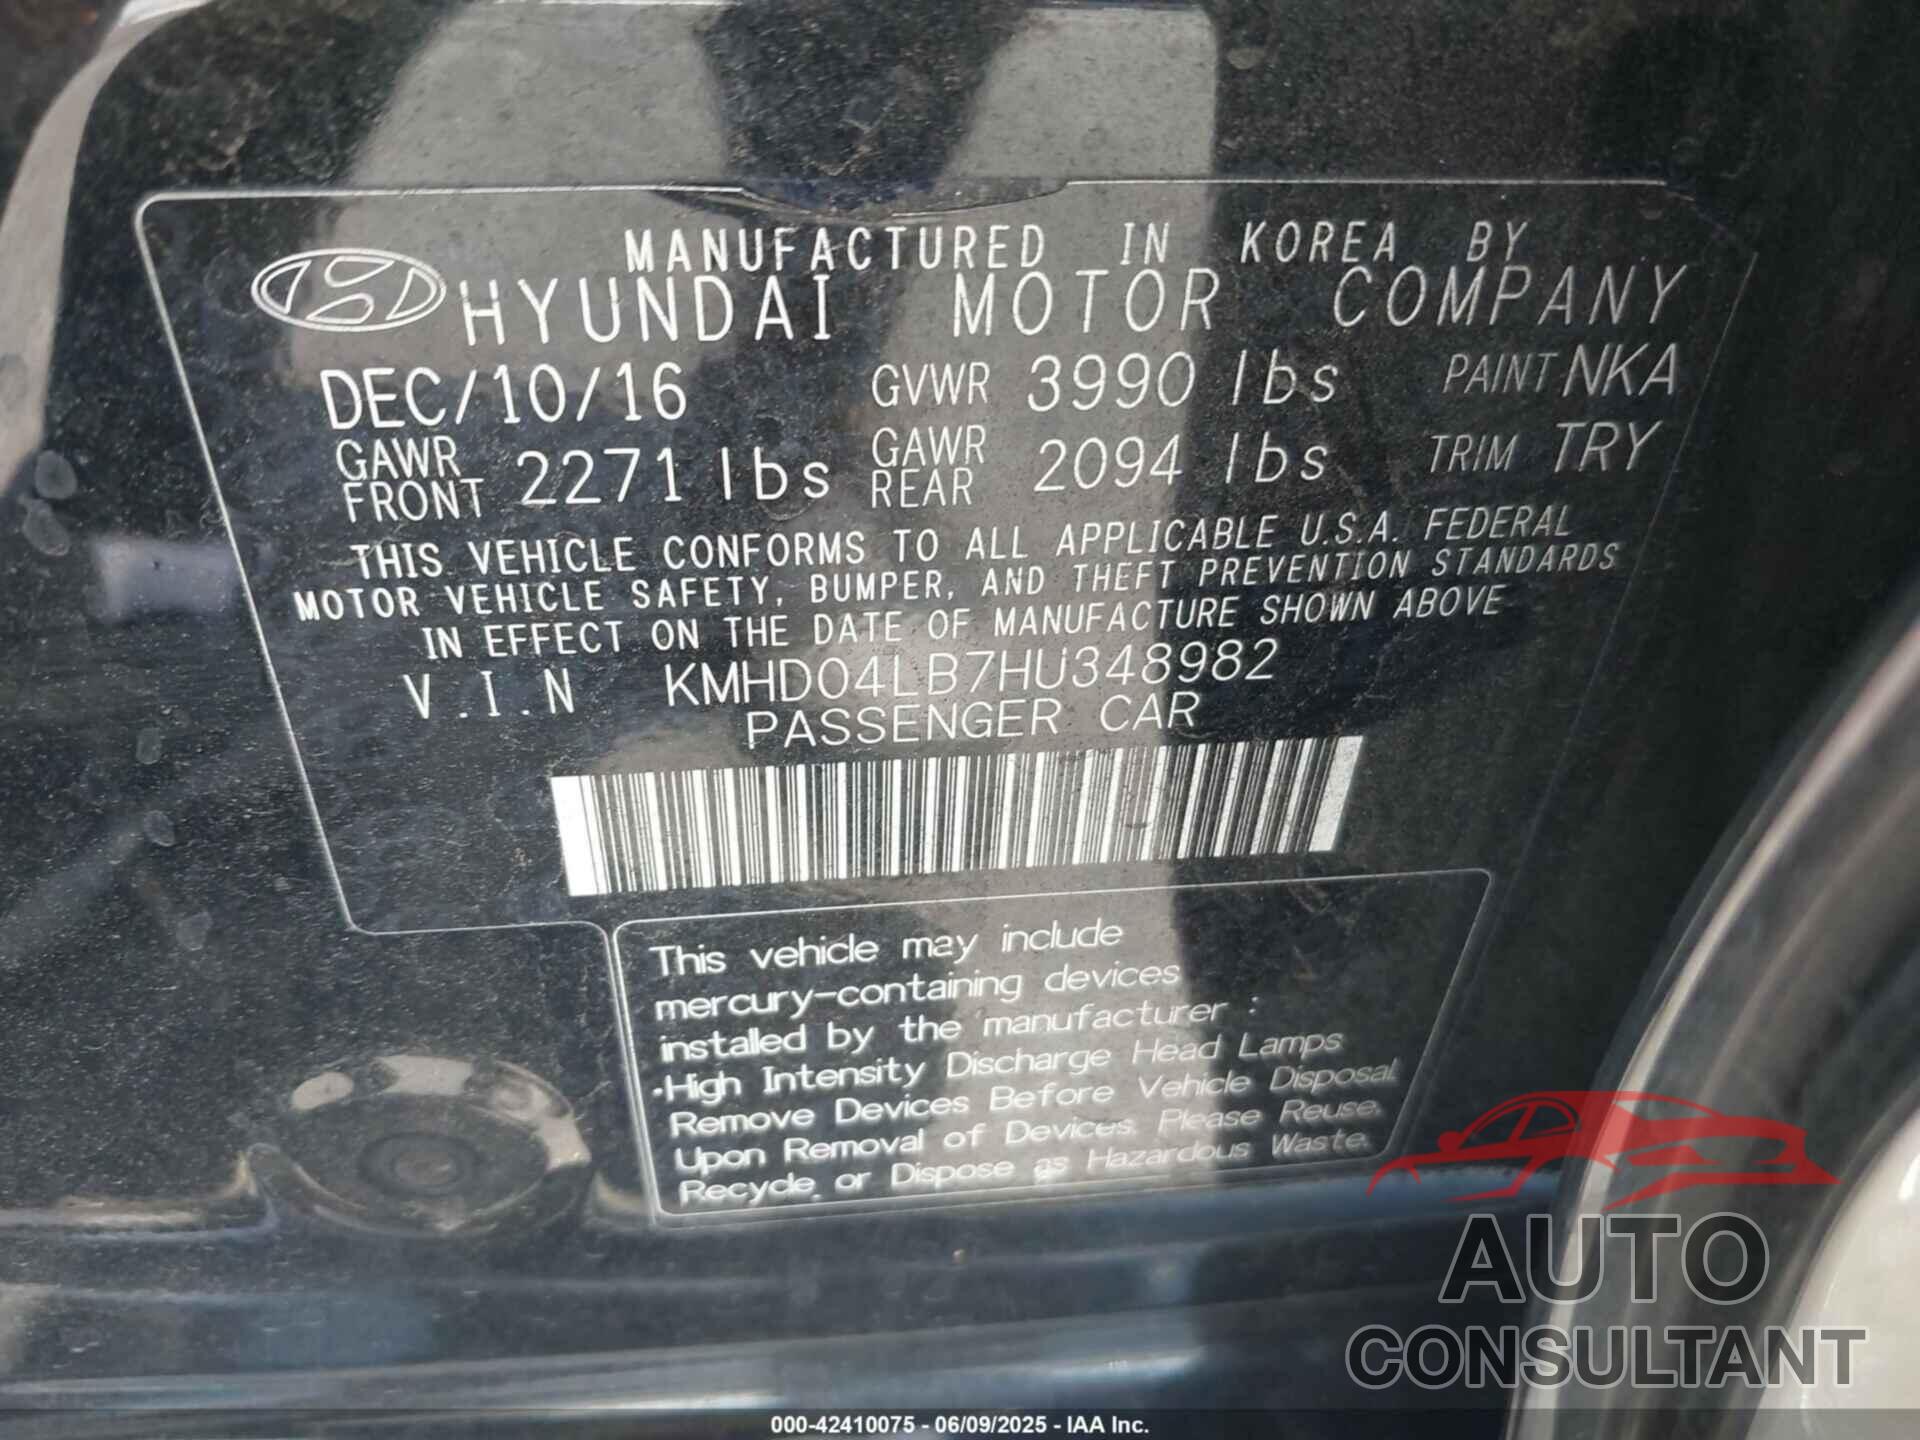 MANUFACTURED IN KOREA BY
HYUNDAI MOTOR COMPANY
DEC/10/16 GVWR 3990 lbs PAINT NKA
GAWR FRONT 2271 lbs GAWR REAR 2094 lbs TRIM TRY
THIS VEHICLE CONFORMS TO ALL APPLICABLE U.S.A. FEDERAL
MOTOR VEHICLE SAFETY, BUMPER, AND THEFT PREVENTION STANDARDS
IN EFFECT ON THE DATE OF MANUFACTURE SHOWN ABOVE
V.I.N KMHD04LB7HU348982
PASSENGER CAR
This vehicle may include
mercury-containing devices
installed by the manufacturer :
•High Intensity Discharge Head Lamps
Remove Devices Before Vehicle Disposal.
Upon Removal of Devices, Please Reuse,
Recycle, or Dispose as Hazardous Waste.
AUTO
CONSULTANT
000-42410075 - 06/09/2025 - IAA Inc.